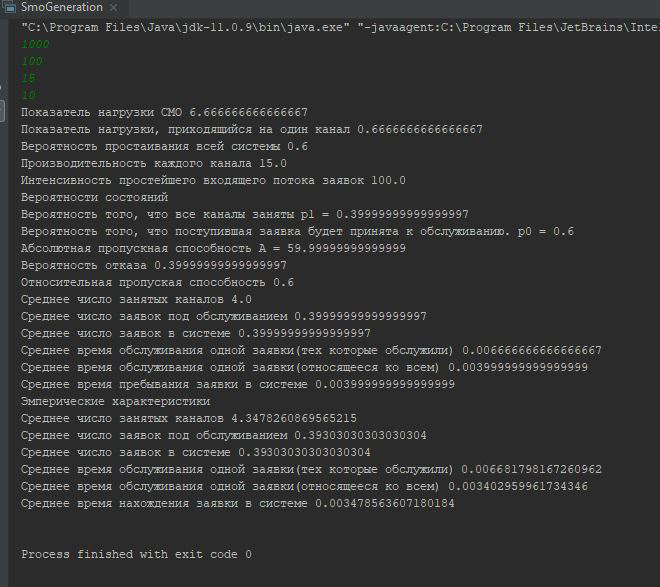 SmoGeneration
"C:\Program Files\Java\jdk-11.0.9\bin\java.exe" "-javaagent:C:\Program Files\JetBrains\Inte
1000
100
15
10
Показатель нагрузки СМО 6.666666666666667
Показатель нагрузки, приходящийся на один канал 0.6666666666666667
Вероятность простаивания всей системы 0.6
Производительность каждого канала 15.0
Интенсивность простейшего входящего потока заявок 100.0
Вероятности состояний
Вероятность того, что все каналы заняты p1 = 0.39999999999999997
Вероятность того, что поступившая заявка будет принята к обслуживанию. p0 = 0.6
Абсолютная пропускная способность A = 59.99999999999999
Вероятность отказа 0.39999999999999997
Относительная пропуская способность 0.6
Среднее число занятых каналов 4.0
Среднее число заявок под обслуживанием 0.39999999999999997
Среднее число заявок в системе 0.39999999999999997
Среднее время обслуживания одной заявки(тех которые обслужили) 0.006666666666666667
Среднее время обслуживания одной заявки(относящееся ко всем) 0.003999999999999999
Среднее время пребывания заявки в системе 0.003999999999999999
Эмперические характеристики
Среднее число занятых каналов 4.3478260869565215
Среднее число заявок под обслуживанием 0.39303030303030304
Среднее число заявок в системе 0.39303030303030304
Среднее время обслуживания одной заявки(тех которые обслужили) 0.006681798167260962
Среднее время обслуживания одной заявки(относящееся ко всем) 0.003402959961734346
Среднее время нахождения заявки в системе 0.003478563607180184
Process finished with exit code 0